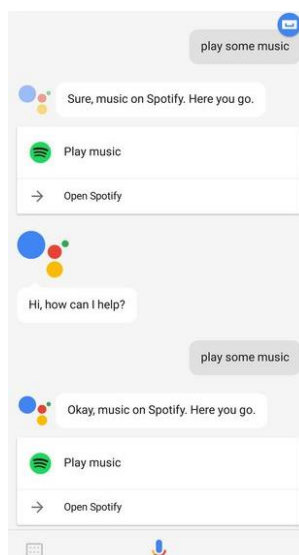 play some music
Sure, music on Spotify. Here you go.
Play music
Open Spotify
Hi, how can I help?
play some music
Okay, music on Spotify. Here you go.
Play music
Open Spotify